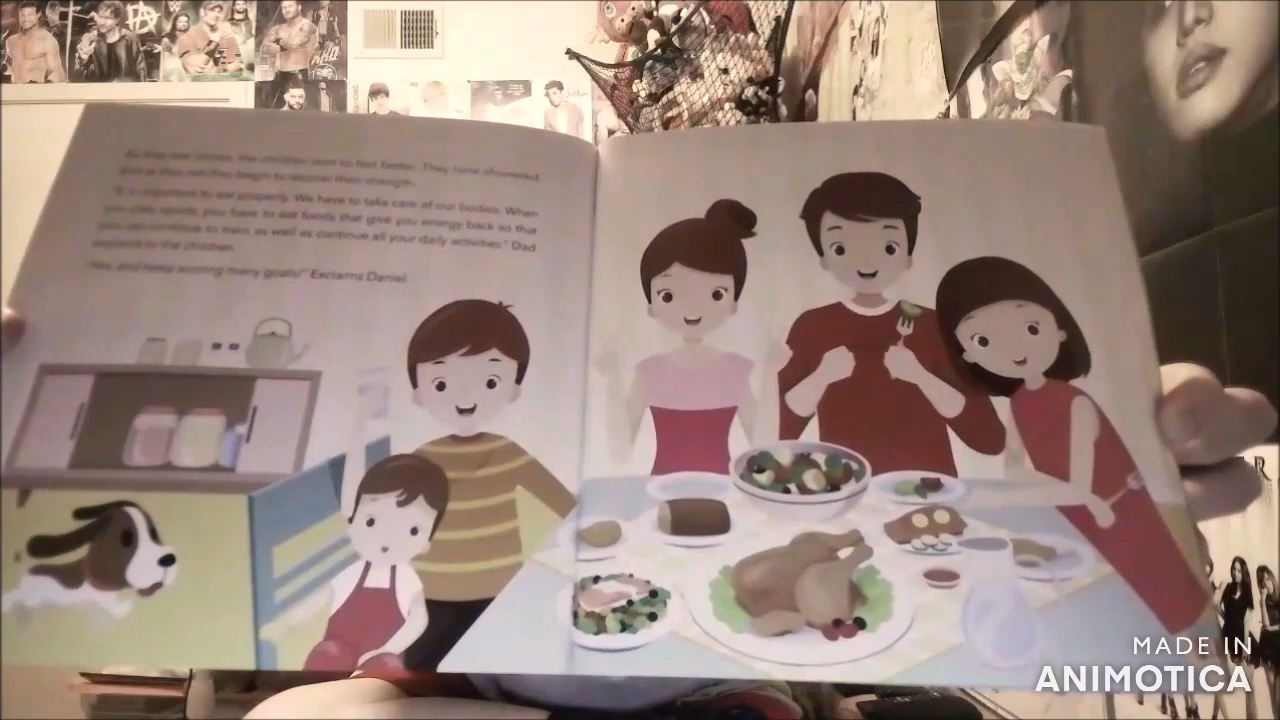 As they eat dinner, the children start to feel better. They have showered
and as they eat they begin to recover their strength.
"It is important to eat properly. We have to take care of our bodies. When
you play sports, you have to eat foods that give you energy back so that
you can continue to train, as well as continue all your daily activities." Dad
explains to the children.
"Yes, and keep scoring many goals!" Exclaims Daniel.
MADE IN
ANIMOTICA